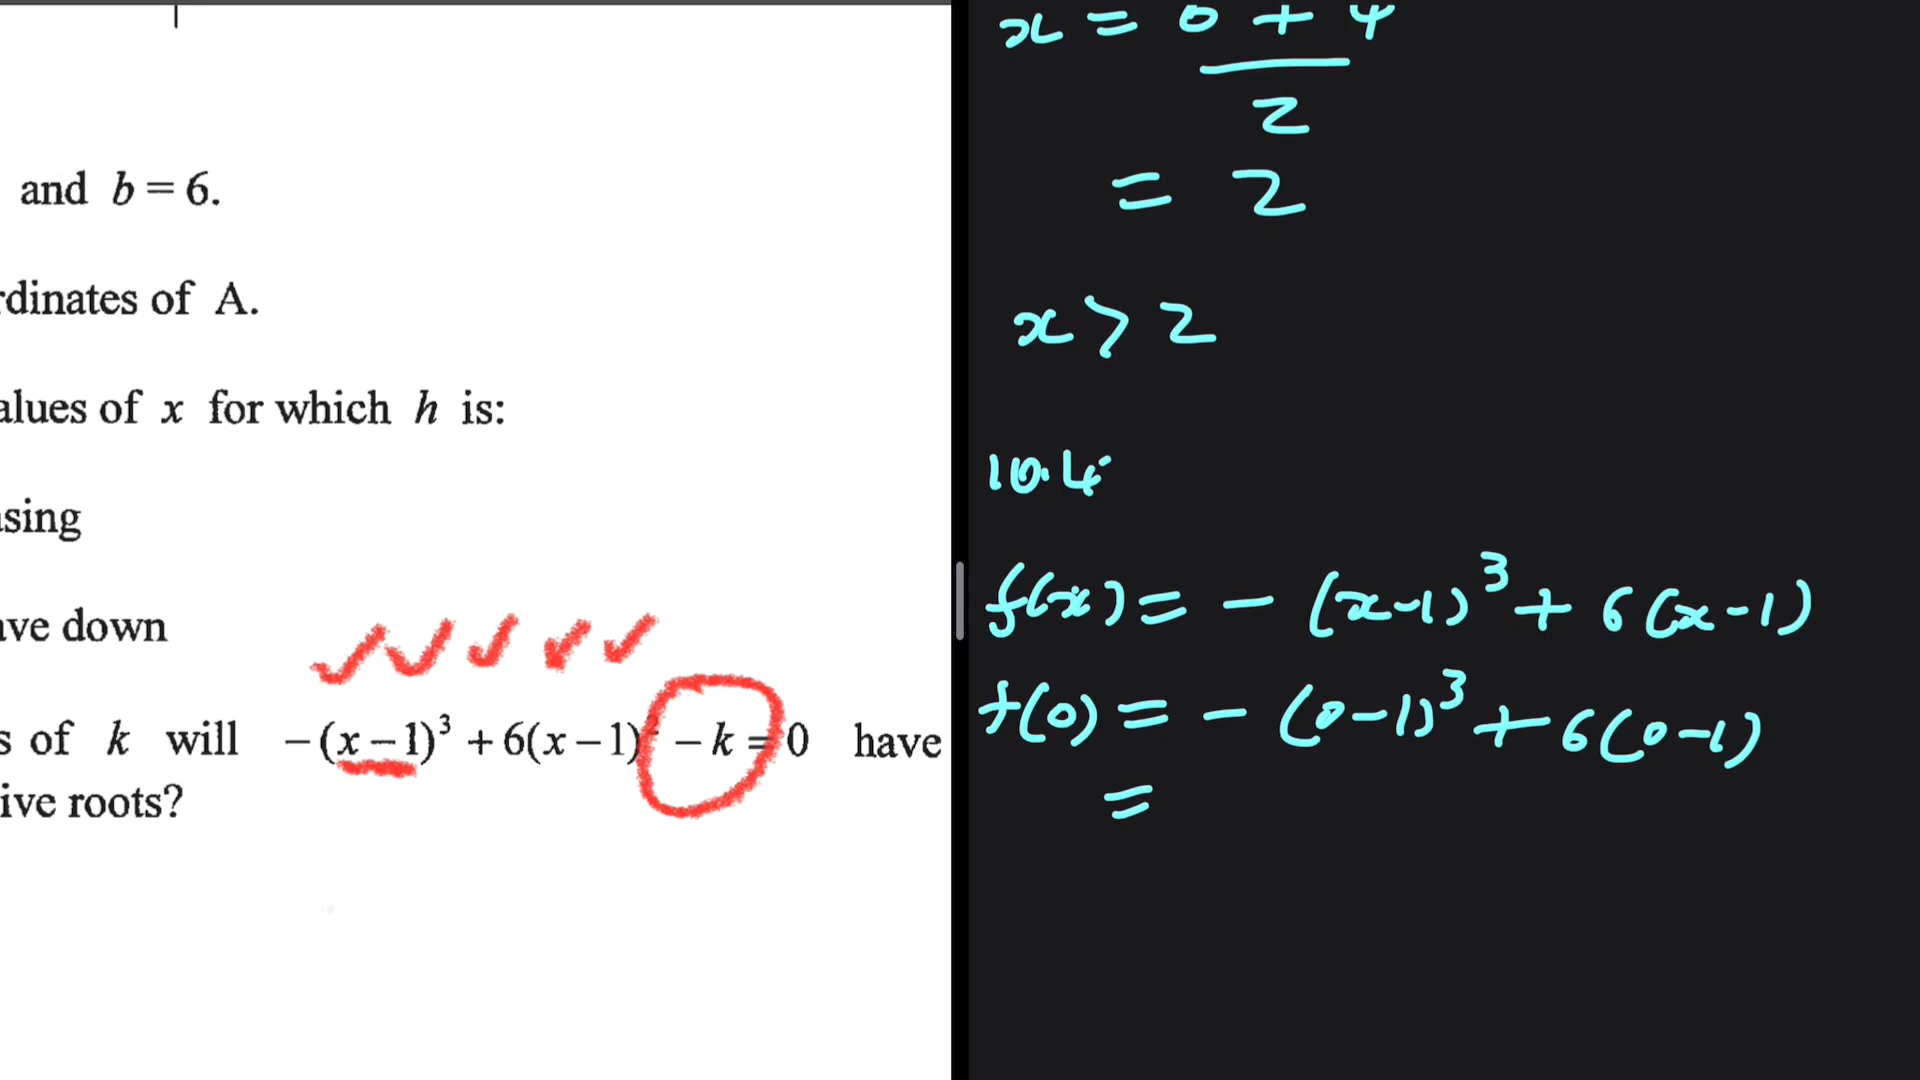 and b = 6.
rdinates of A.
alues of x for which h is:
sing
ave down
s of k will −(x − 1)³ + 6(x − 1) − k = 0 have
ive roots?
x = 0 + 4
2
= 2
x > 2
10.4
f(x) = − (x−1)³ + 6(x−1)
f(0) = − (0−1)³ + 6(0−1)
=